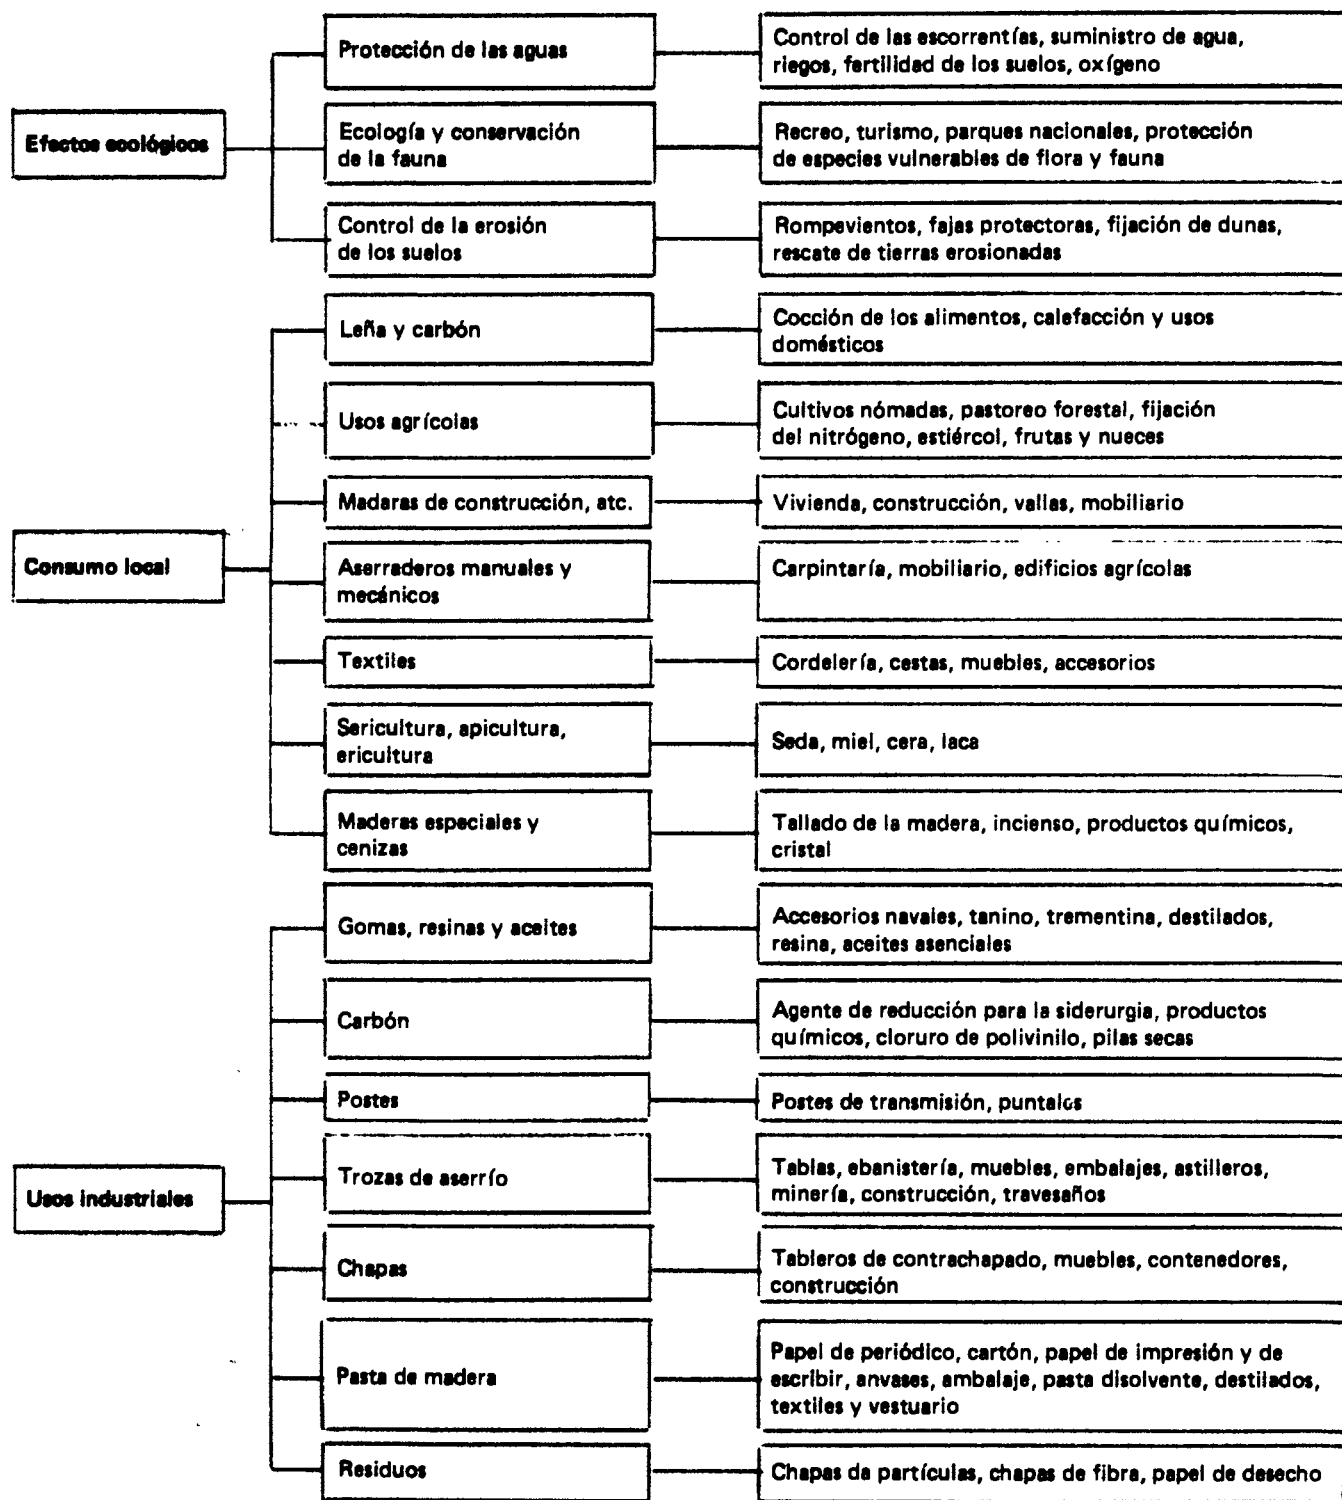 Protección de las aguas
Control de las escorrentías, suministro de agua,
riegos, fertilidad de los suelos, oxígeno
Efectos ecológicos
Ecología y conservación
de la fauna
Recreo, turismo, parques nacionales, protección
de especies vulnerables de flora y fauna
Control de la erosión
de los suelos
Rompevientos, fajas protectoras, fijación de dunas,
rescate de tierras erosionadas
Leña y carbón
Cocción de los alimentos, calefacción y usos
domésticos
Usos agrícolas
Cultivos nómadas, pastoreo forestal, fijación
del nitrógeno, estiércol, frutas y nueces
Madaras de construcción, atc.
Vivienda, construcción, vallas, mobiliario
Consumo local
Aserraderos manuales y
mecánicos
Carpintaría, mobiliario, edificios agrícolas
Textiles
Cordelería, cestas, muebles, accesorios
Sericultura, apicultura,
ericultura
Seda, miel, cera, laca
Maderas especiales y
cenizas
Tallado de la madera, incienso, productos químicos,
cristal
Gomas, resinas y aceites
Accesorios navales, tanino, trementina, destilados,
resina, aceites asenciales
Carbón
Agente de reducción para la siderurgia, productos
químicos, cloruro de polivinilo, pilas secas
Postes
Postes de transmisión, puntales
Usos industriales
Trozas de aserrío
Tablas, ebanistería, muebles, embalajes, astilleros,
minería, construcción, travesaños
Chapas
Tableros de contrachapado, muebles, contenedores,
construcción
Pasta de madera
Papel de periódico, cartón, papel de impresión y de
escribir, anvases, ambalaje, pasta disolvente, destilados,
textiles y vestuario
Residuos
Chapas da partículas, chapas de fibra, papel de desecho